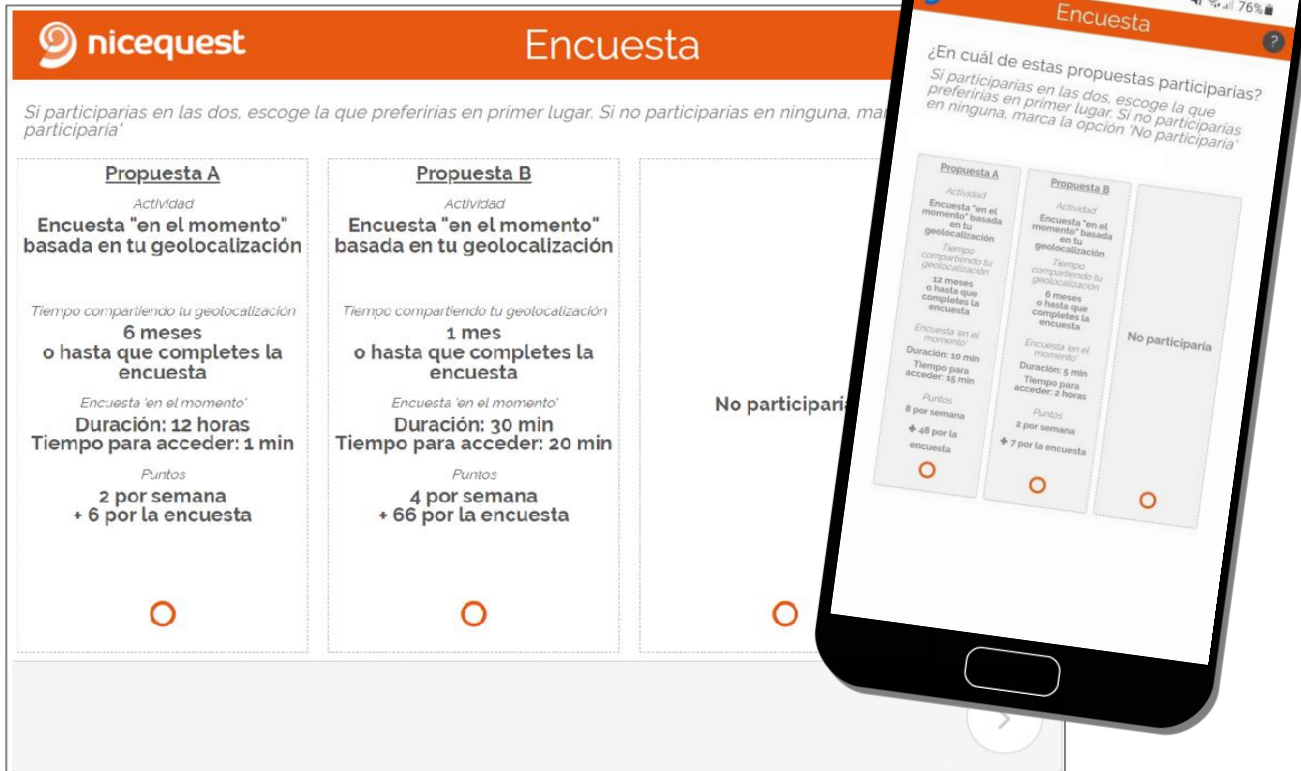 nicequest
Encuesta
Si participarías en las dos, escoge la que preferirías en primer lugar. Si no participarías en ninguna,
participaría'
Propuesta A
Actividad
Encuesta "en el momento"
basada en tu geolocalización
Tiempo compartiendo tu geolocalización
6 meses
o hasta que completes la
encuesta
Encuesta 'en el momento'
Duración: 12 horas
Tiempo para acceder: 1 min
Puntos
2 por semana
+ 6 por la encuesta
Propuesta B
Actividad
Encuesta "en el momento"
basada en tu geolocalización
Tiempo compartiendo tu geolocalización
1 mes
o hasta que completes la
encuesta
Encuesta 'en el momento'
Duración: 30 min
Tiempo para acceder: 20 min
Puntos
4 por semana
+ 66 por la encuesta
No participaría
76%
Encuesta
?
¿En cuál de estas propuestas participarías?
Si participarías en las dos, escoge la que
preferirías en primer lugar. Si no participarías
en ninguna, marca la opción 'No participaría'
Propuesta A
Actividad
Encuesta "en el
momento" basada
en tu
geolocalización
Tiempo
compartiendo tu
geolocalización
12 meses
o hasta que
completes la
encuesta
Encuesta 'en el
momento'
Duración: 10 min
Tiempo para
acceder: 15 min
Puntos
8 por semana
+ 48 por la
encuesta
Propuesta B
Actividad
Encuesta "en el
momento" basada
en tu
geolocalización
Tiempo
compartiendo tu
geolocalización
6 meses
o hasta que
completes la
encuesta
Encuesta 'en el
momento'
Duración: 5 min
Tiempo para
acceder: 2 horas
Puntos
2 por semana
+ 7 por la encuesta
No participaría